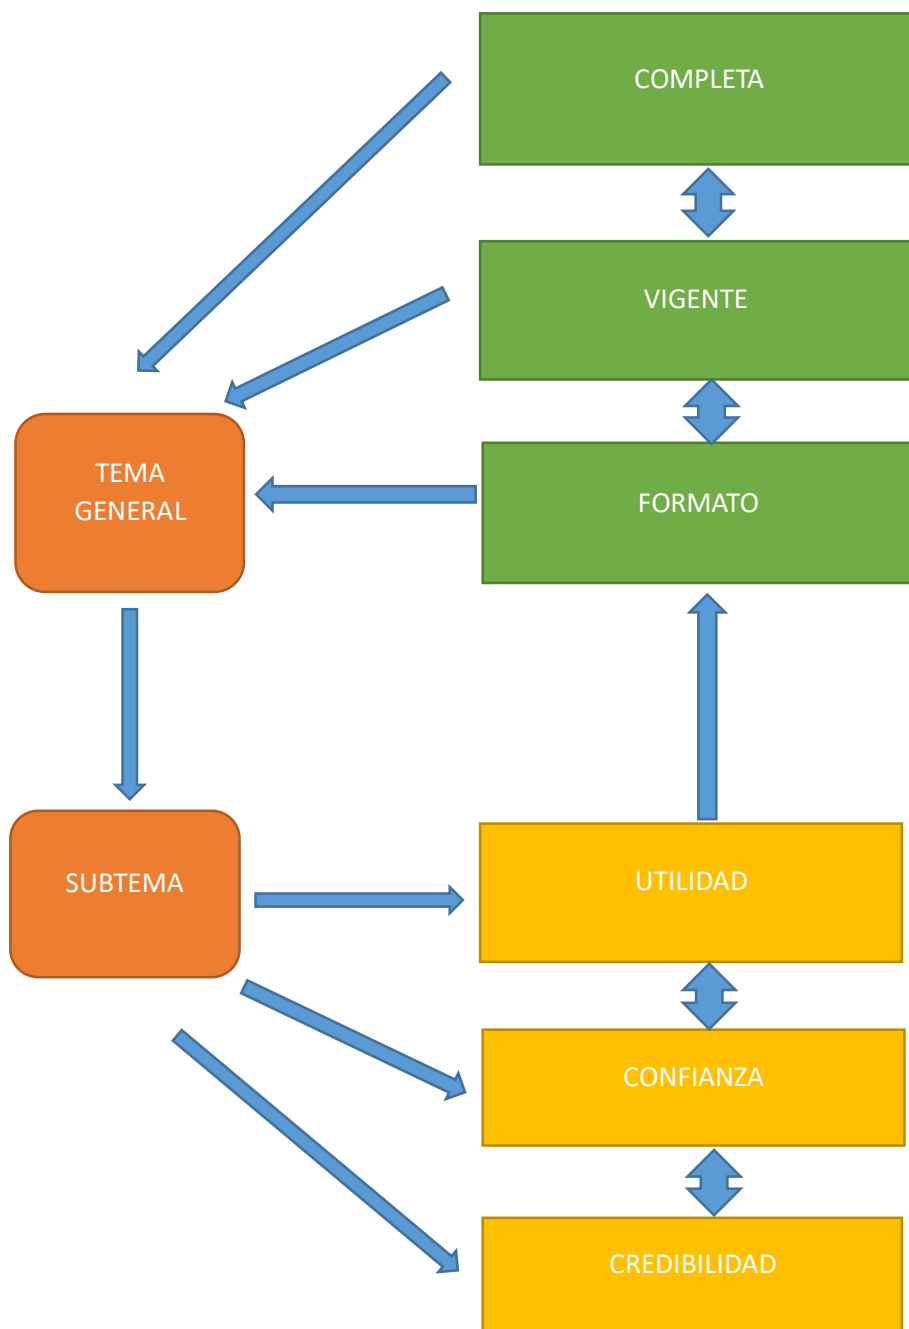 COMPLETA
VIGENTE
TEMA
GENERAL
FORMATO
SUBTEMA
UTILIDAD
CONFIANZA
CREDIBILIDAD